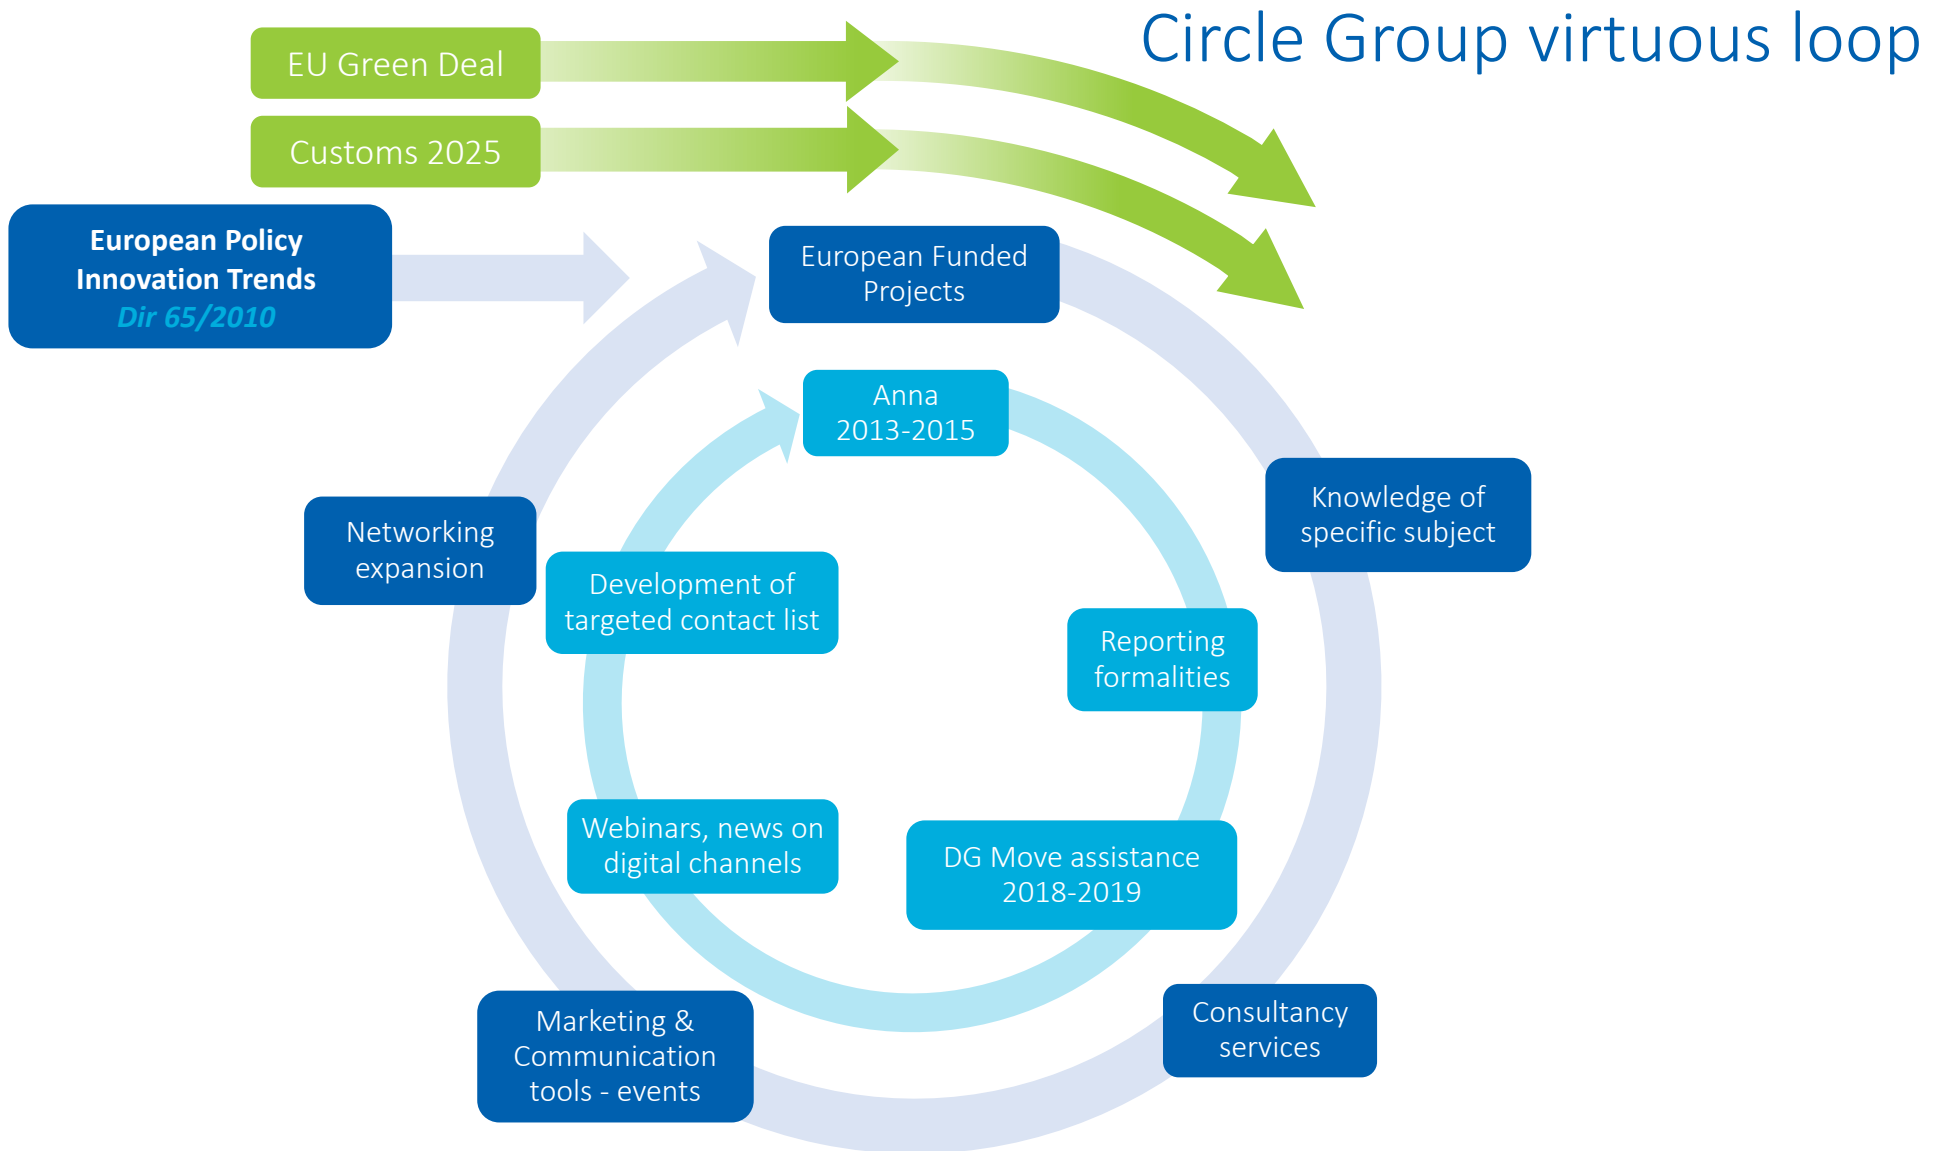 Circle Group virtuous loop
EU Green Deal
Customs 2025
European Policy
Innovation Trends
Dir 65/2010
European Funded
Projects
Anna
2013-2015
Knowledge of
specific subject
Networking
expansion
Development of
targeted contact list
Reporting
formalities
Webinars, news on
digital channels
DG Move assistance
2018-2019
Marketing &
Communication
tools - events
Consultancy
services